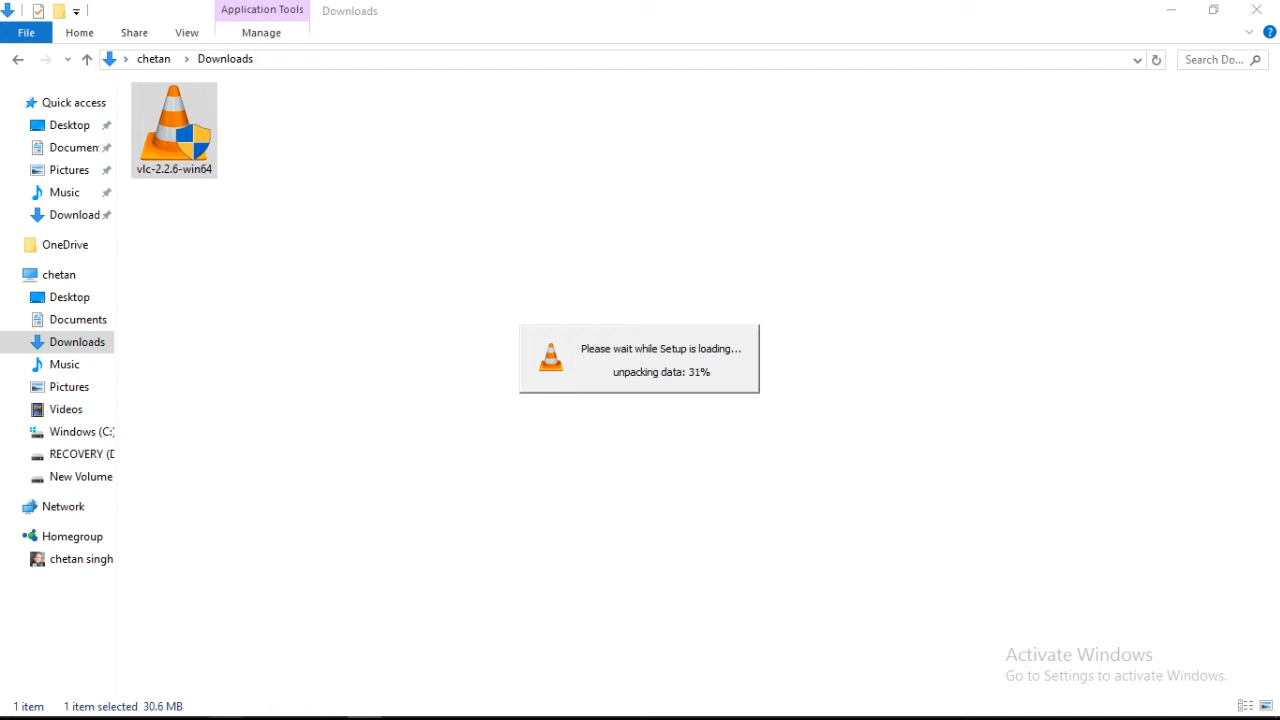 Application Tools
Downloads
File
Home
Share
View
Manage
chetan
Downloads
Search Do...
Quick access
Desktop
Documen
Pictures
Music
Download
OneDrive
chetan
Desktop
Documents
Downloads
Music
Pictures
Videos
Windows (C:)
RECOVERY (D
New Volume
Network
Homegroup
chetan singh
vlc-2.2.6-win64
Please wait while Setup is loading...
unpacking data: 31%
Activate Windows
Go to Settings to activate Windows.
1 item
1 item selected 30.6 MB